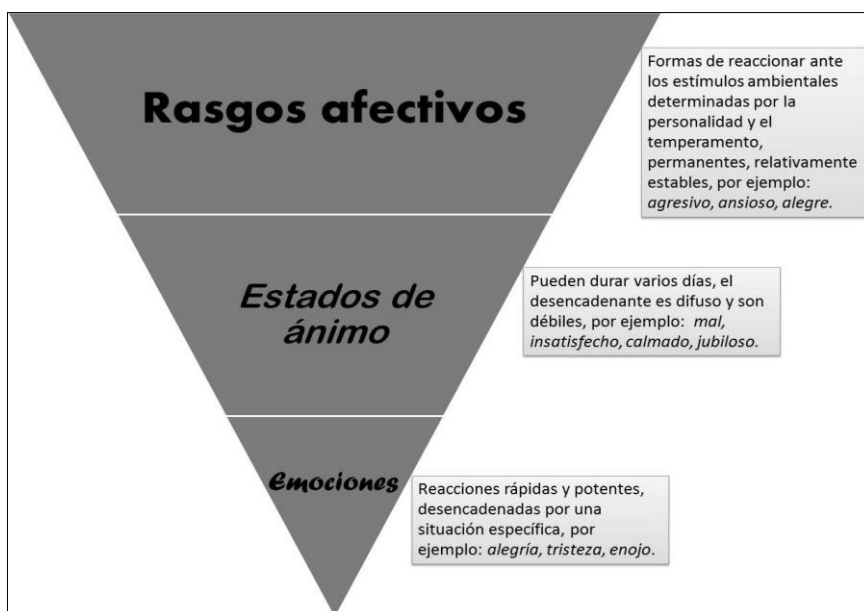 Rasgos afectivos
Formas de reaccionar ante
los estímulos ambientales
determinadas por la
personalidad y el
temperamento,
permanentes, relativamente
estables, por ejemplo:
agresivo, ansioso, alegre.
Estados de
ánimo
Pueden durar varios días, el
desencadenante es difuso y son
débiles, por ejemplo: mal,
insatisfecho, calmado, jubiloso.
Emociones
Reacciones rápidas y potentes,
desencadenadas por una
situación específica, por
ejemplo: alegría, tristeza, enojo.